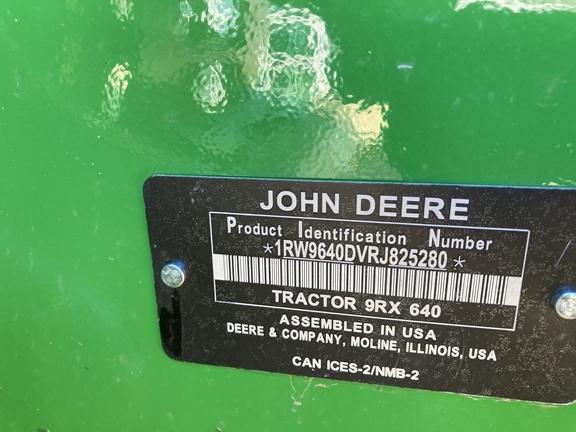 JOHN DEERE
Product Identification Number
*1RW9640DVRJ825280*
TRACTOR 9RX 640
ASSEMBLED IN USA
DEERE & COMPANY, MOLINE, ILLINOIS, USA
CAN ICES-2/NMB-2